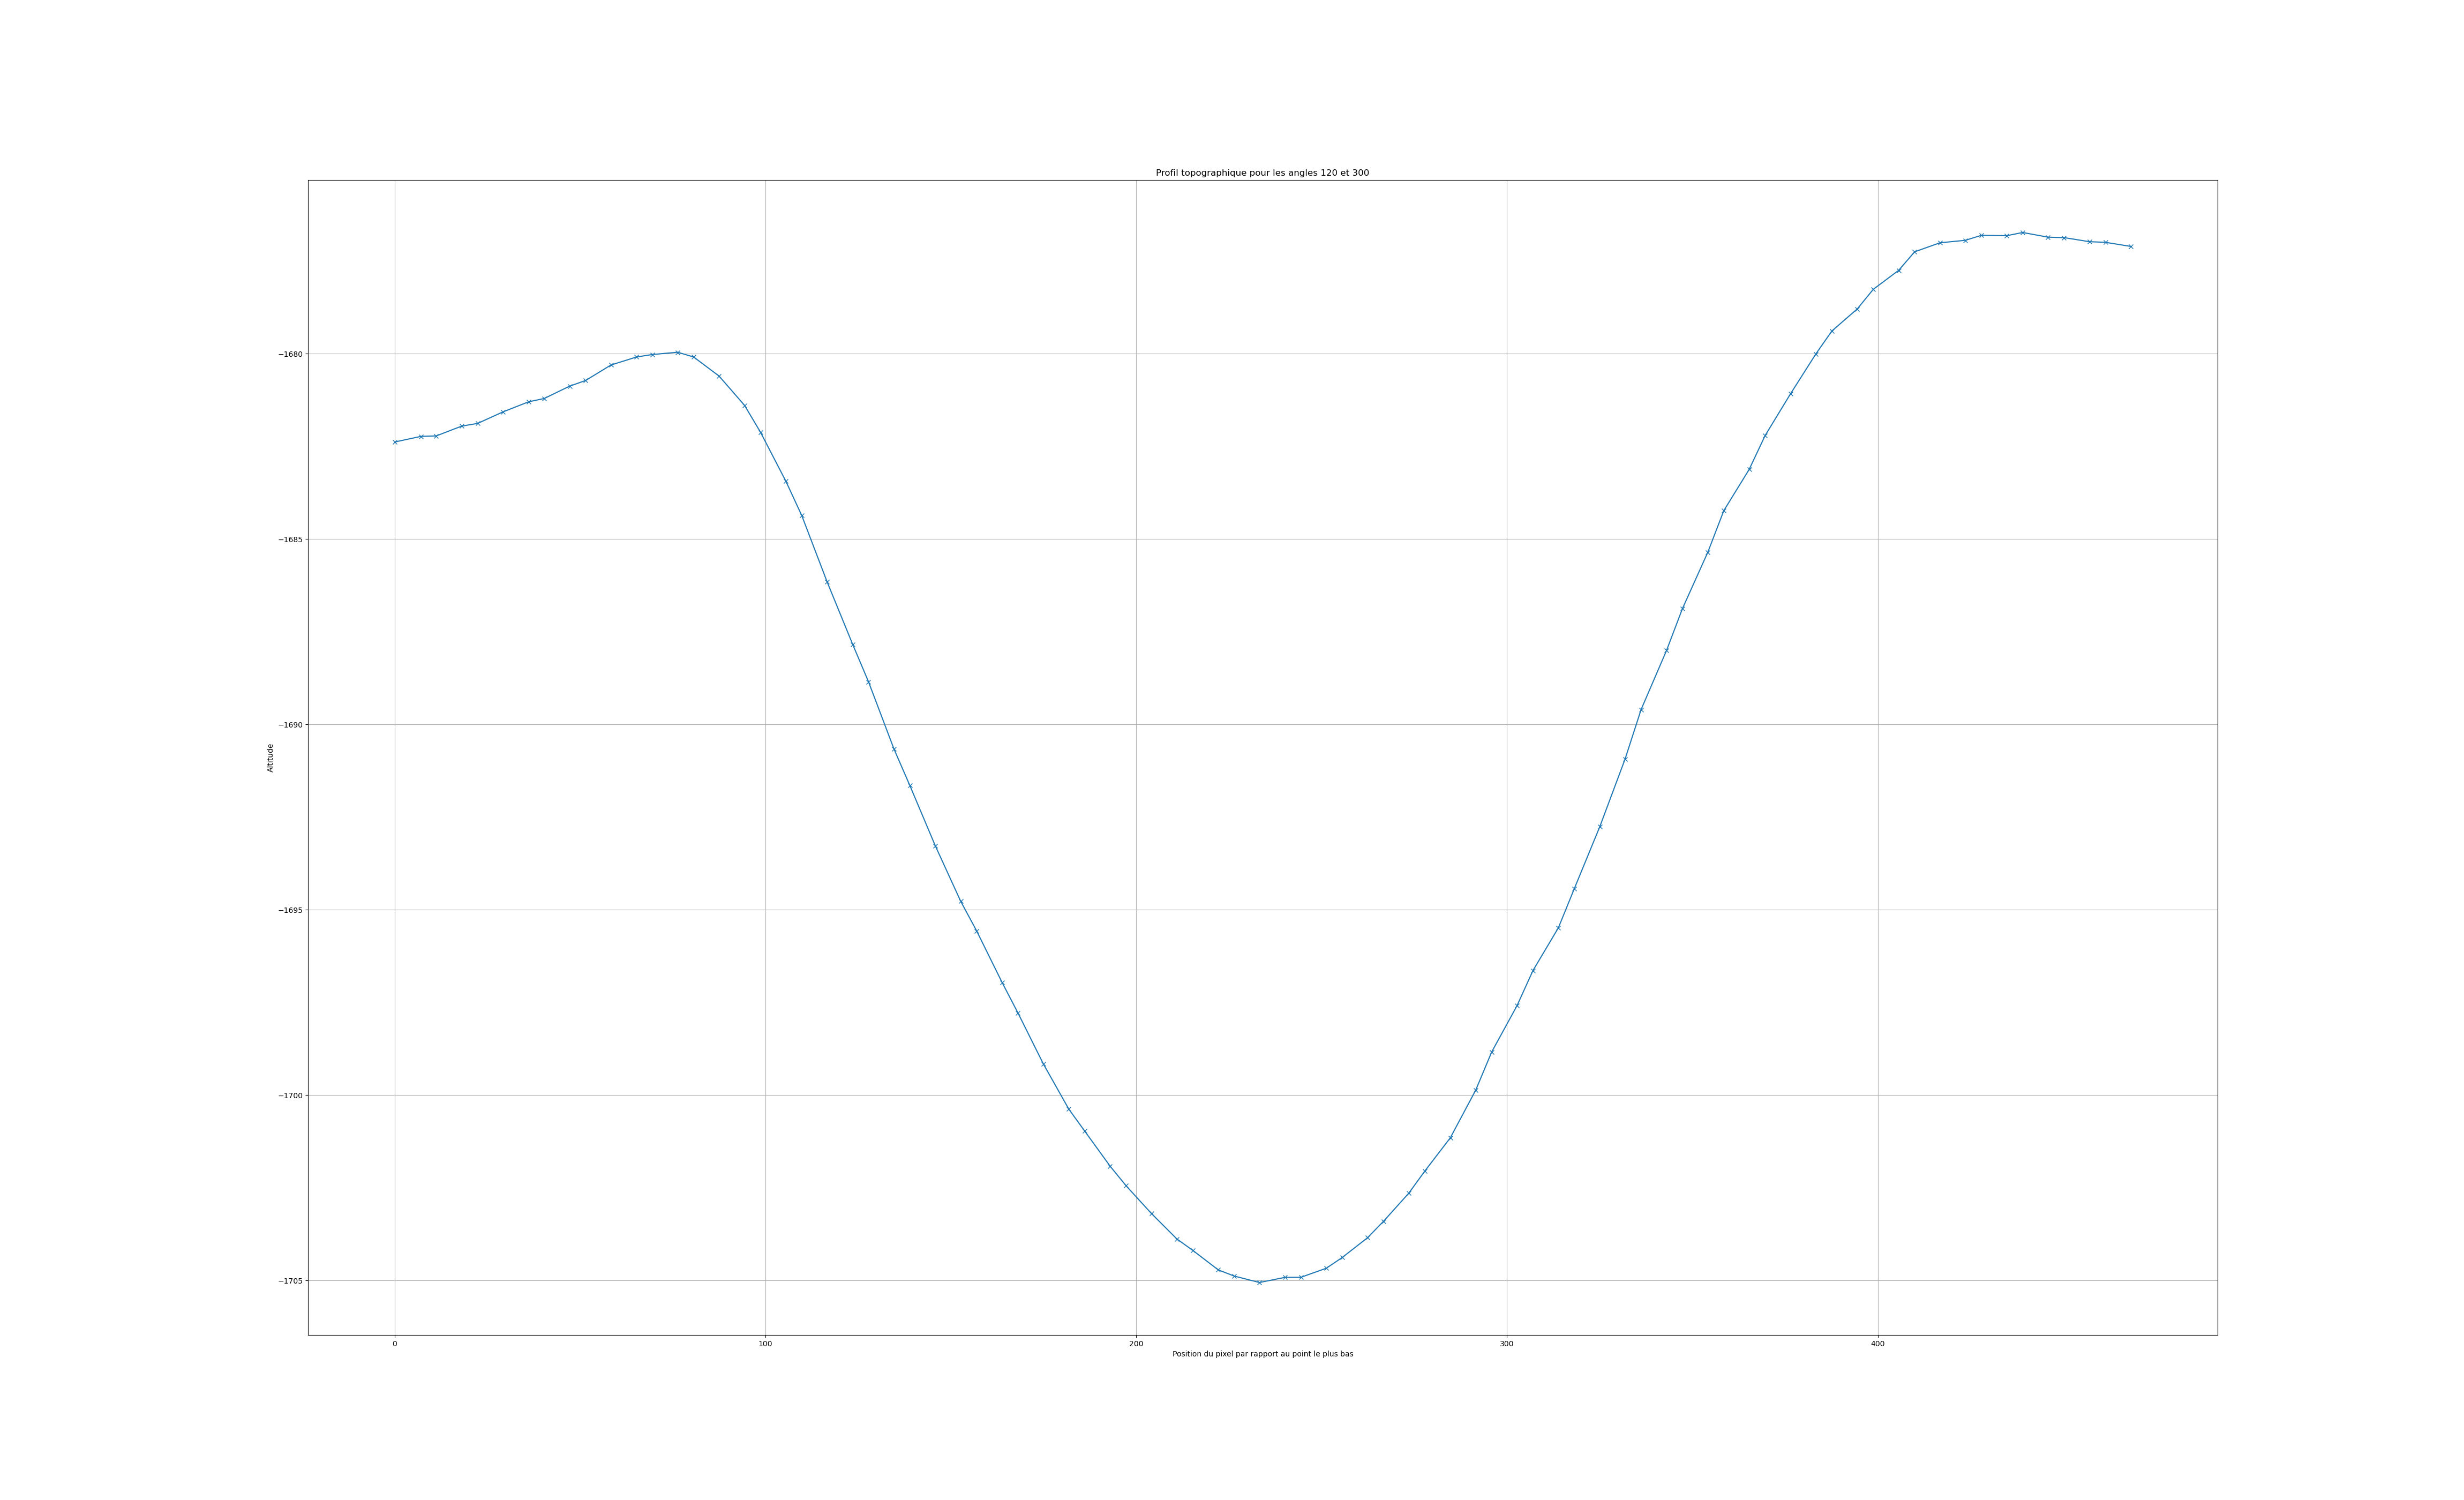 Profil topographique pour les angles 120 et 300
Altitude
−1680
−1685
−1690
−1695
−1700
−1705
0 100 200 300 400
Position du pixel par rapport au point le plus bas